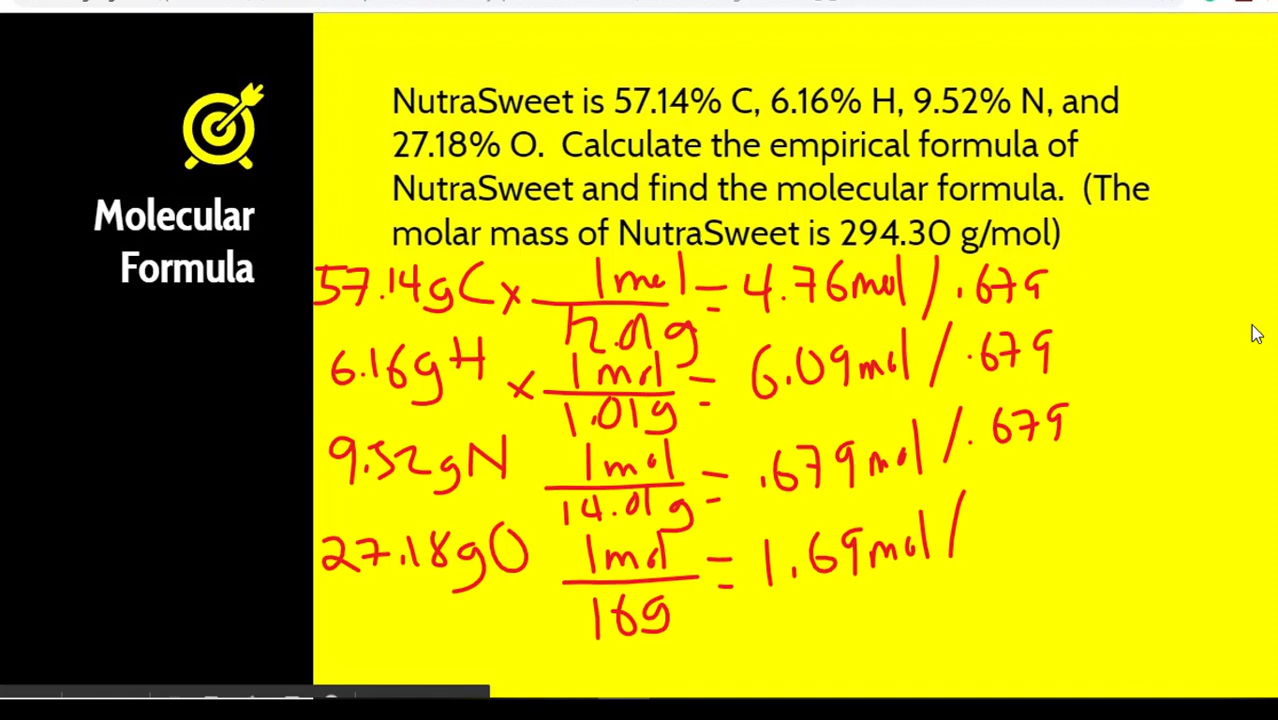 Molecular
Formula
NutraSweet is 57.14% C, 6.16% H, 9.52% N, and
27.18% O. Calculate the empirical formula of
NutraSweet and find the molecular formula. (The
molar mass of NutraSweet is 294.30 g/mol)
57.14gC x 1mol = 4.76mol / .679
12.01g
6.16gH x 1mol = 6.09mol / .679
1.01g
9.52gN 1mol = .679mol / .679
14.01g
27.18gO 1mol = 1.69mol /
16g